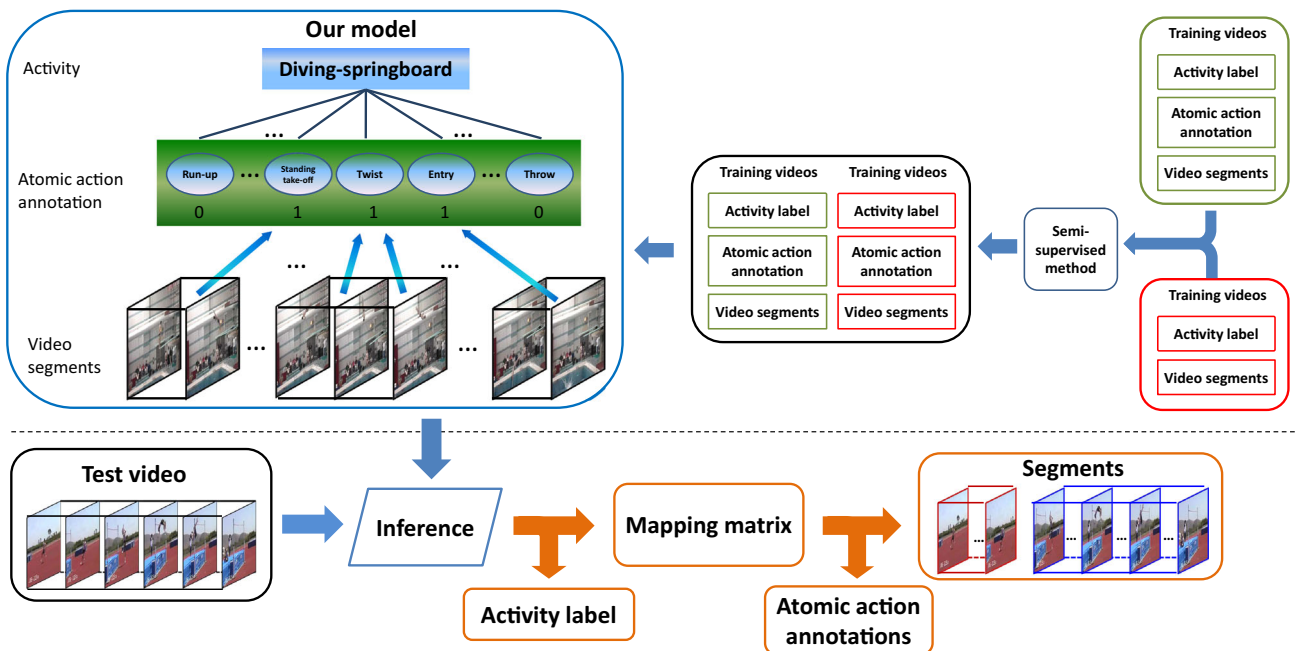 Our model
Activity
Diving-springboard
... ...
Atomic action
annotation
Run-up ... Standing
take-off Twist Entry ... Throw
0 1 1 1 0
... ...
Video
segments
... ...
Training videos
Activity label
Atomic action
annotation
Video segments
Training videos
Activity label
Atomic action
annotation
Video segments
Semi-
supervised
method
Training videos
Activity label
Atomic action
annotation
Video segments
Training videos
Activity label
Video segments
Test video
Inference
Activity label
Mapping matrix
Atomic action
annotations
Segments
... ... ... ...